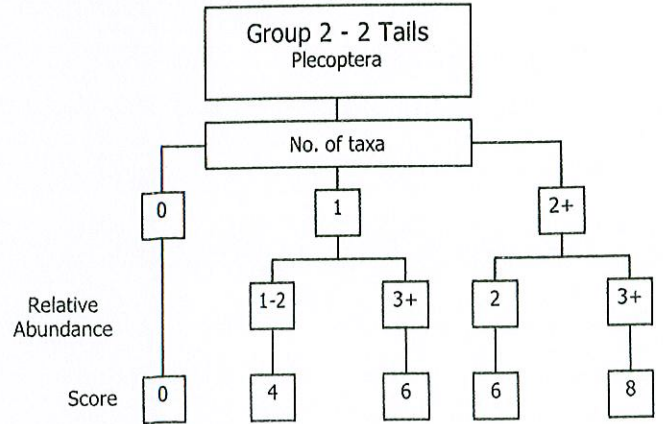 Group 2 - 2 Tails
Plecoptera
No. of taxa
0
1
2+
Relative
Abundance
1-2
3+
2
3+
Score
0
4
6
6
8